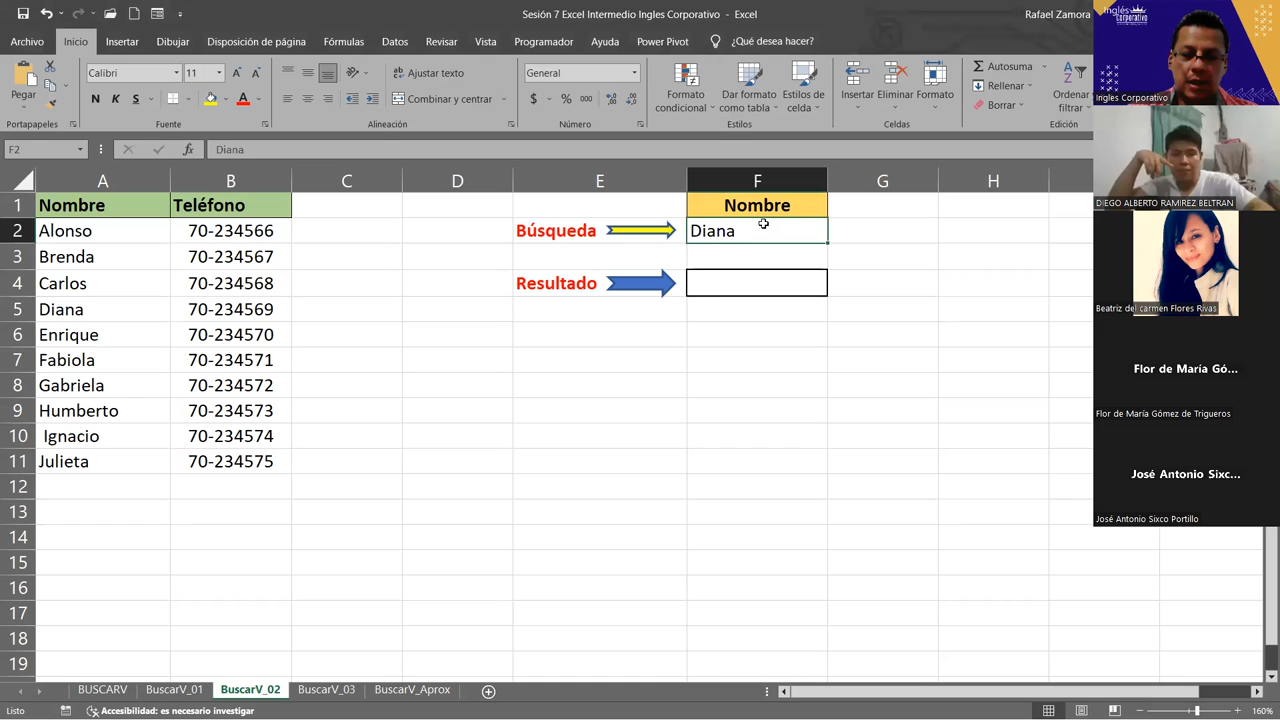 Sesión 7 Excel Intermedio Ingles Corporativo - Excel
Rafael Zamora
Archivo Inicio Insertar Dibujar Disposición de página Fórmulas Datos Revisar Vista Programador Ayuda Power Pivot ¿Qué desea hacer?
Pegar
Calibri 11
N K S
Ajustar texto
Combinar y centrar
General
$ % 000
Formato condicional
Dar formato como tabla
Estilos de celda
Insertar Eliminar Formato
Autosuma
Rellenar
Borrar
Ordenar
filtrar
Portapapeles Fuente Alineación Número Estilos Celdas Edición
F2 fx Diana
A B C D E F G H
1 Nombre Teléfono Nombre
2 Alonso 70-234566 Búsqueda Diana
3 Brenda 70-234567
4 Carlos 70-234568 Resultado
5 Diana 70-234569
6 Enrique 70-234570
7 Fabiola 70-234571
8 Gabriela 70-234572
9 Humberto 70-234573
10 Ignacio 70-234574
11 Julieta 70-234575
12
13
14
15
16
17
18
19
BUSCARV BuscarV_01 BuscarV_02 BuscarV_03 BuscarV_Aprox
Listo Accesibilidad: es necesario investigar 160%
Inglés Corporativo
Ingles Corporativo
DIEGO ALBERTO RAMIREZ BELTRAN
Beatriz del carmen Flores Rivas
Flor de María Gó...
Flor de María Gómez de Trigueros
José Antonio Sixc...
José Antonio Sixco Portillo